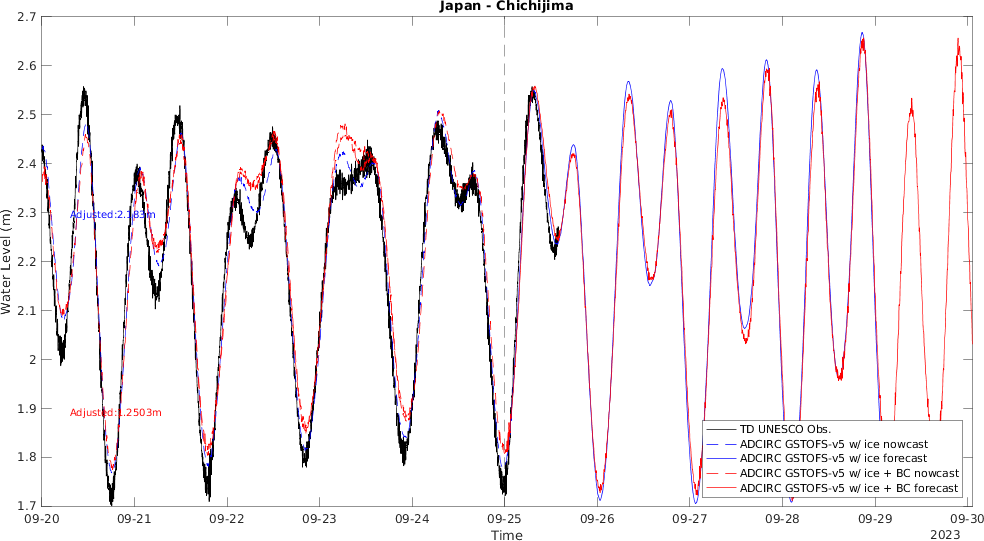 Japan - Chichijima
2.7
2.6
2.5
2.4
2.3
2.2
2.1
2
1.9
1.8
1.7
Water Level (m)
Adjusted:2.183m
Adjusted:1.2503m
TD UNESCO Obs.
ADCIRC GSTOFS-v5 w/ ice nowcast
ADCIRC GSTOFS-v5 w/ ice forecast
ADCIRC GSTOFS-v5 w/ ice + BC nowcast
ADCIRC GSTOFS-v5 w/ ice + BC forecast
09-20 09-21 09-22 09-23 09-24 09-25 09-26 09-27 09-28 09-29 09-30
Time
2023